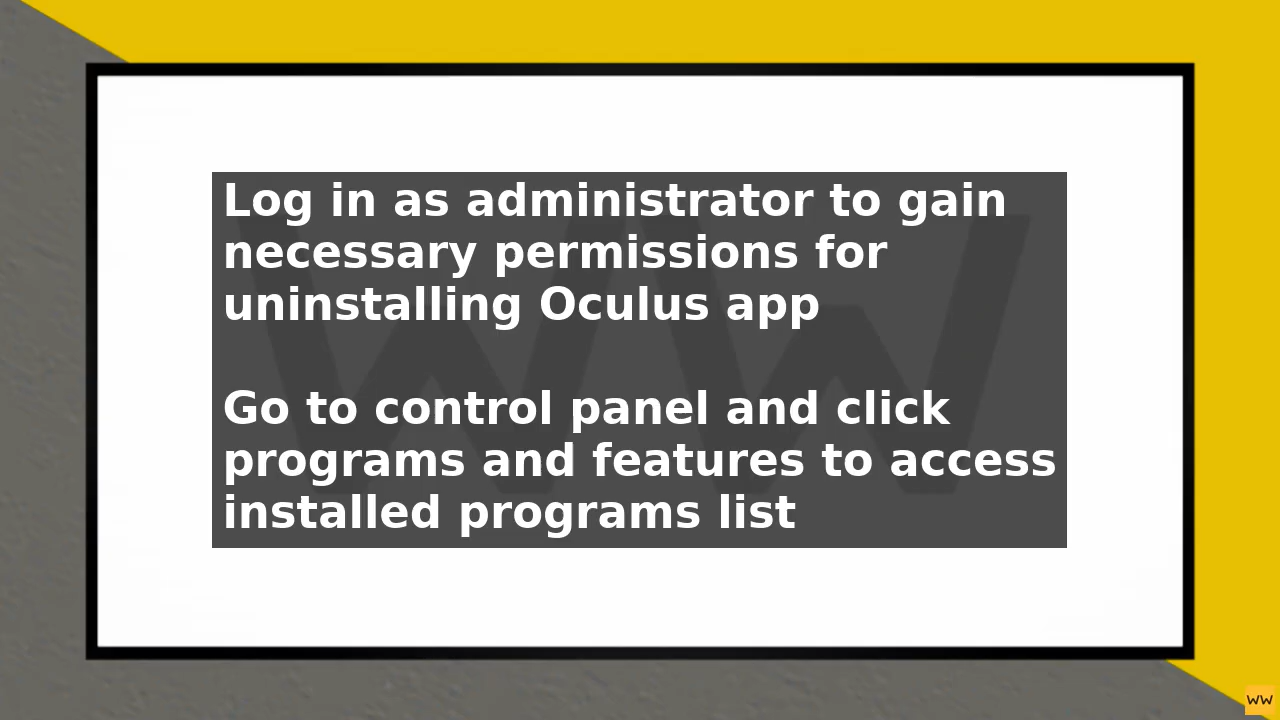 Log in as administrator to gain
necessary permissions for
uninstalling Oculus app
Go to control panel and click
programs and features to access
installed programs list
WW
WW